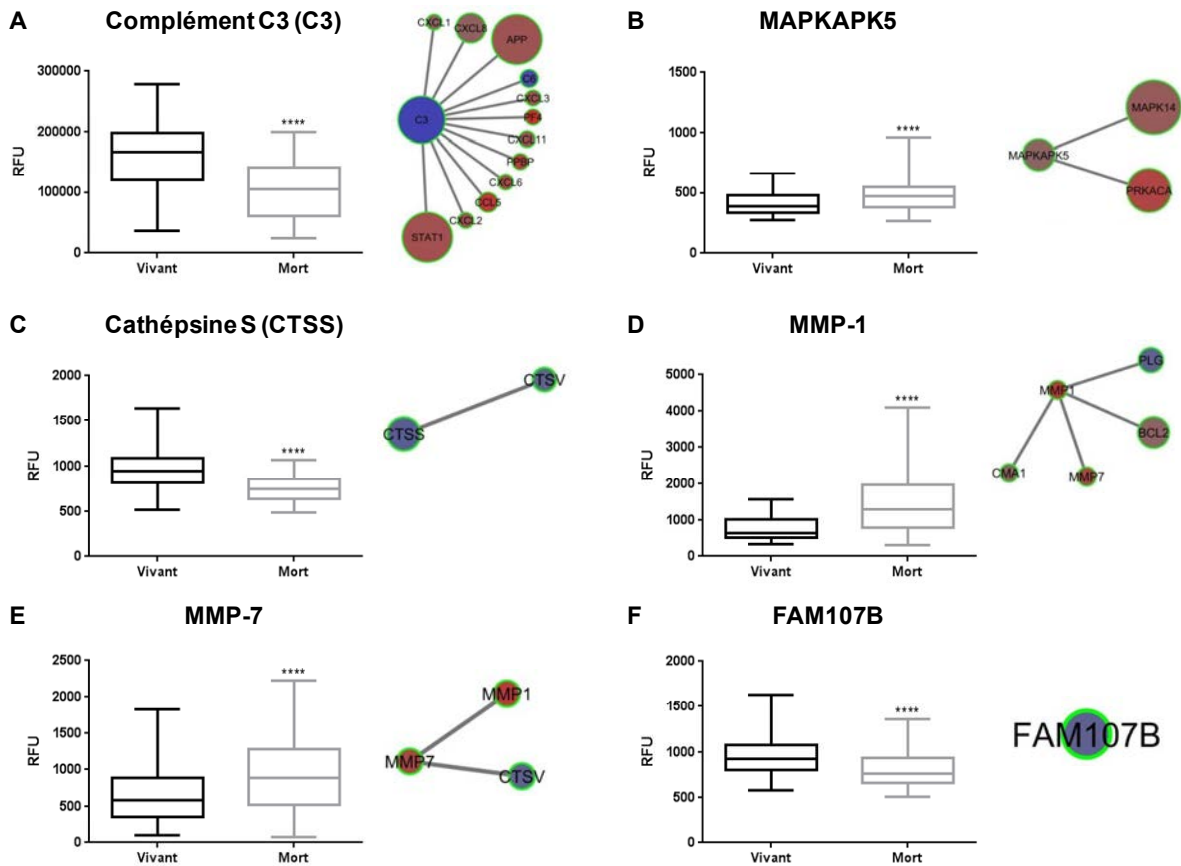 A Complément C3 (C3)
RFU
300000
200000
100000
0
Vivant
Mort
****
CXCL1
CXCL8
APP
C6
CXCL3
C3
PF4
CXCL11
PPBP
CXCL6
CCL5
CXCL2
STAT1
B MAPKAPK5
RFU
1500
1000
500
0
Vivant
Mort
****
MAPK14
MAPKAPK5
PRKACA
C Cathépsine S (CTSS)
RFU
2000
1500
1000
500
0
Vivant
Mort
****
CTSV
CTSS
D MMP-1
RFU
5000
4000
3000
2000
1000
0
Vivant
Mort
****
PLG
MMP1
BCL2
CMA1
MMP7
E MMP-7
RFU
2500
2000
1500
1000
500
0
Vivant
Mort
****
MMP1
MMP7
CTSV
F FAM107B
RFU
2000
1500
1000
500
0
Vivant
Mort
****
FAM107B